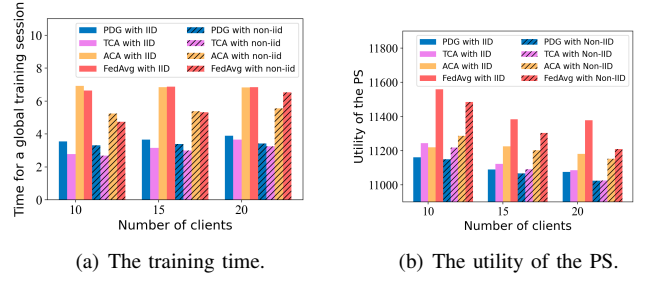 Time for a global training session
10
8
6
4
2
0
PDG with IID
TCA with IID
ACA with IID
FedAvg with IID
PDG with non-iid
TCA with non-iid
ACA with non-iid
FedAvg with non-iid
10 15 20
Number of clients
(a) The training time.
Utility of the PS
11800
11600
11400
11200
11000
PDG with IID
TCA with IID
ACA with IID
FedAvg with IID
PDG with Non-IID
TCA with Non-IID
ACA with Non-IID
FedAvg with Non-IID
10 15 20
Number of clients
(b) The utility of the PS.